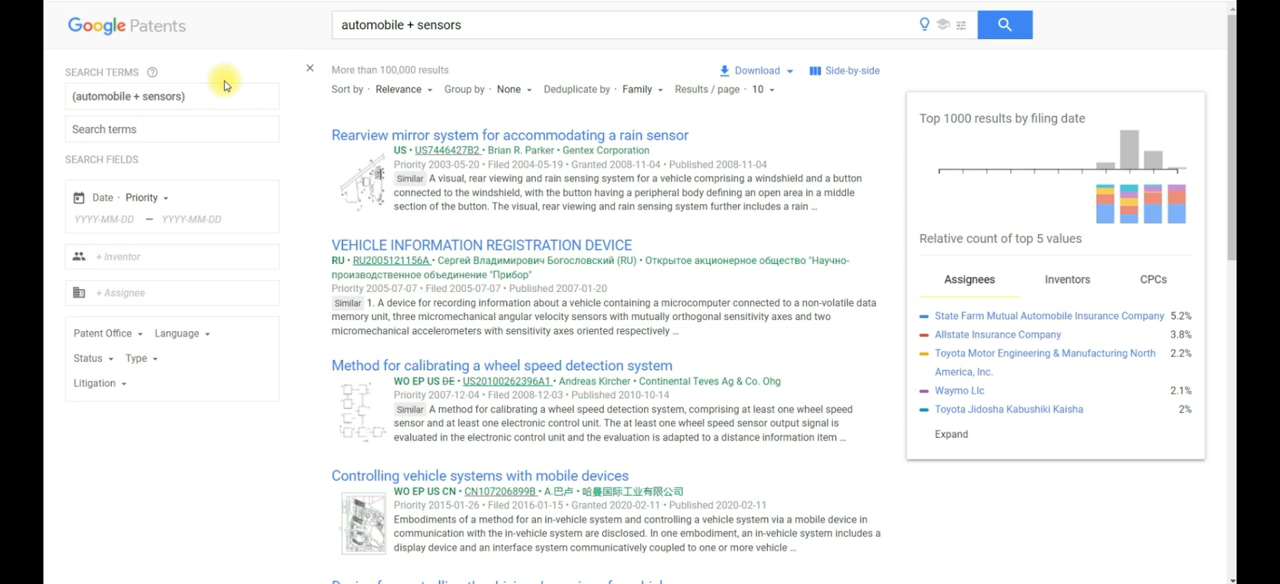 Google Patents
automobile + sensors
SEARCH TERMS
(automobile + sensors)
Search terms
SEARCH FIELDS
Date · Priority
YYYY-MM-DD — YYYY-MM-DD
+ Inventor
+ Assignee
Patent Office Language
Status Type
Litigation
More than 100,000 results
Download Side-by-side
Sort by · Relevance Group by · None Deduplicate by · Family Results / page · 10
Rearview mirror system for accommodating a rain sensor
US • US7446427B2 • Brian R. Parker • Gentex Corporation
Priority 2003-05-20 • Filed 2004-05-19 • Granted 2008-11-04 • Published 2008-11-04
Similar A visual, rear viewing and rain sensing system for a vehicle comprising a windshield and a button
connected to the windshield, with the button having a peripheral body defining an open area in a middle
section of the button. The visual, rear viewing and rain sensing system further includes a rain ...
VEHICLE INFORMATION REGISTRATION DEVICE
RU • RU2005121156A • Сергей Владимирович Богословский (RU) • Открытое акционерное общество "Научно-
производственное объединение "Прибор"
Priority 2005-07-07 • Filed 2005-07-07 • Published 2007-01-20
Similar 1. A device for recording information about a vehicle containing a microcomputer connected to a non-volatile data
memory unit, three micromechanical angular velocity sensors with mutually orthogonal sensitivity axes and two
micromechanical accelerometers with sensitivity axes oriented respectively ...
Method for calibrating a wheel speed detection system
WO EP US DE • US20100262396A1 • Andreas Kircher • Continental Teves Ag & Co. Ohg
Priority 2007-12-04 • Filed 2008-12-03 • Published 2010-10-14
Similar A method for calibrating a wheel speed detection system, comprising at least one wheel speed
sensor and at least one electronic control unit. The at least one wheel speed sensor output signal is
evaluated in the electronic control unit and the evaluation is adapted to a distance information item ...
Controlling vehicle systems with mobile devices
WO EP US CN • CN107206899B • A.巴卢 • 哈曼国际工业有限公司
Priority 2015-01-26 • Filed 2016-01-15 • Granted 2020-02-11 • Published 2020-02-11
Embodiments of a method for an in-vehicle system and controlling a vehicle system via a mobile device in
communication with the in-vehicle system are disclosed. In one embodiment, an in-vehicle system includes a
display device and an interface system communicatively coupled to one or more vehicle ...
Top 1000 results by filing date
Relative count of top 5 values
Assignees Inventors CPCs
State Farm Mutual Automobile Insurance Company 5.2%
Allstate Insurance Company 3.8%
Toyota Motor Engineering & Manufacturing North 2.2%
America, Inc.
Waymo Llc 2.1%
Toyota Jidosha Kabushiki Kaisha 2%
Expand